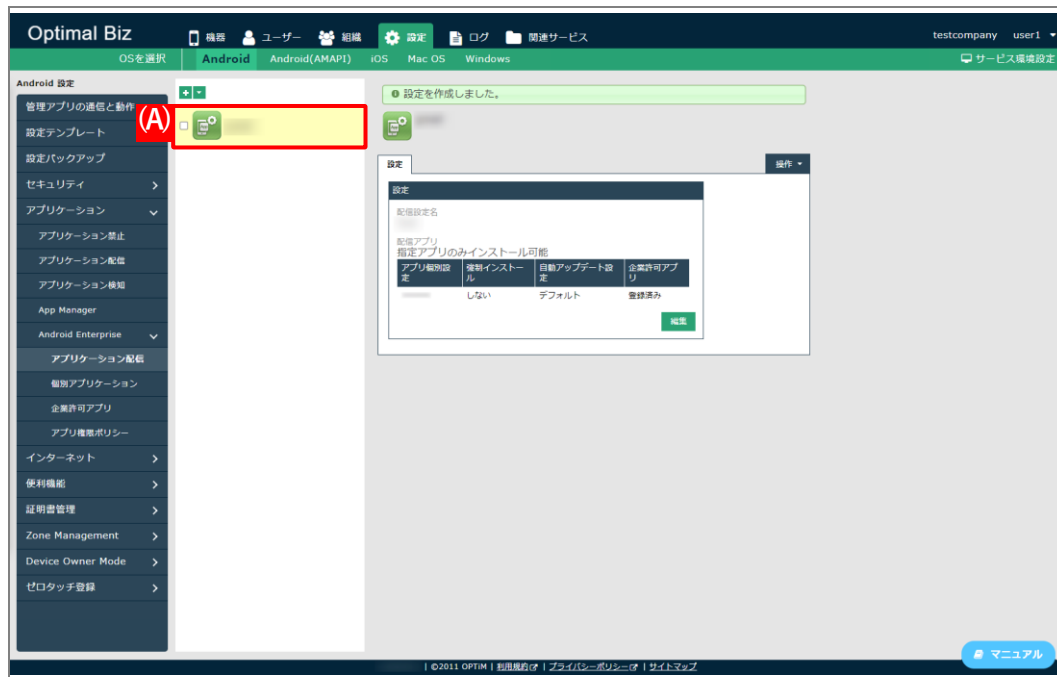 Optimal Biz
機器 ユーザー 組織 設定 ログ 関連サービス
testcompany user1
OSを選択 Android Android(AMAPI) iOS Mac OS Windows サービス環境設定
Android 設定
管理アプリの通信と動作
設定テンプレート
設定バックアップ
セキュリティ
アプリケーション
アプリケーション禁止
アプリケーション配信
アプリケーション検知
App Manager
Android Enterprise
アプリケーション配信
個別アプリケーション
企業許可アプリ
アプリ権限ポリシー
インターネット
便利機能
証明書管理
Zone Management
Device Owner Mode
ゼロタッチ登録
(A)
設定を作成しました。
設定
操作
設定
配信設定名
配信アプリ
指定アプリのみインストール可能
アプリ個別設定 強制インストール 自動アップデート設定 企業許可アプリ
しない デフォルト 登録済み
編集
マニュアル
| ©2011 OPTiM | 利用規約 | プライバシーポリシー | サイトマップ